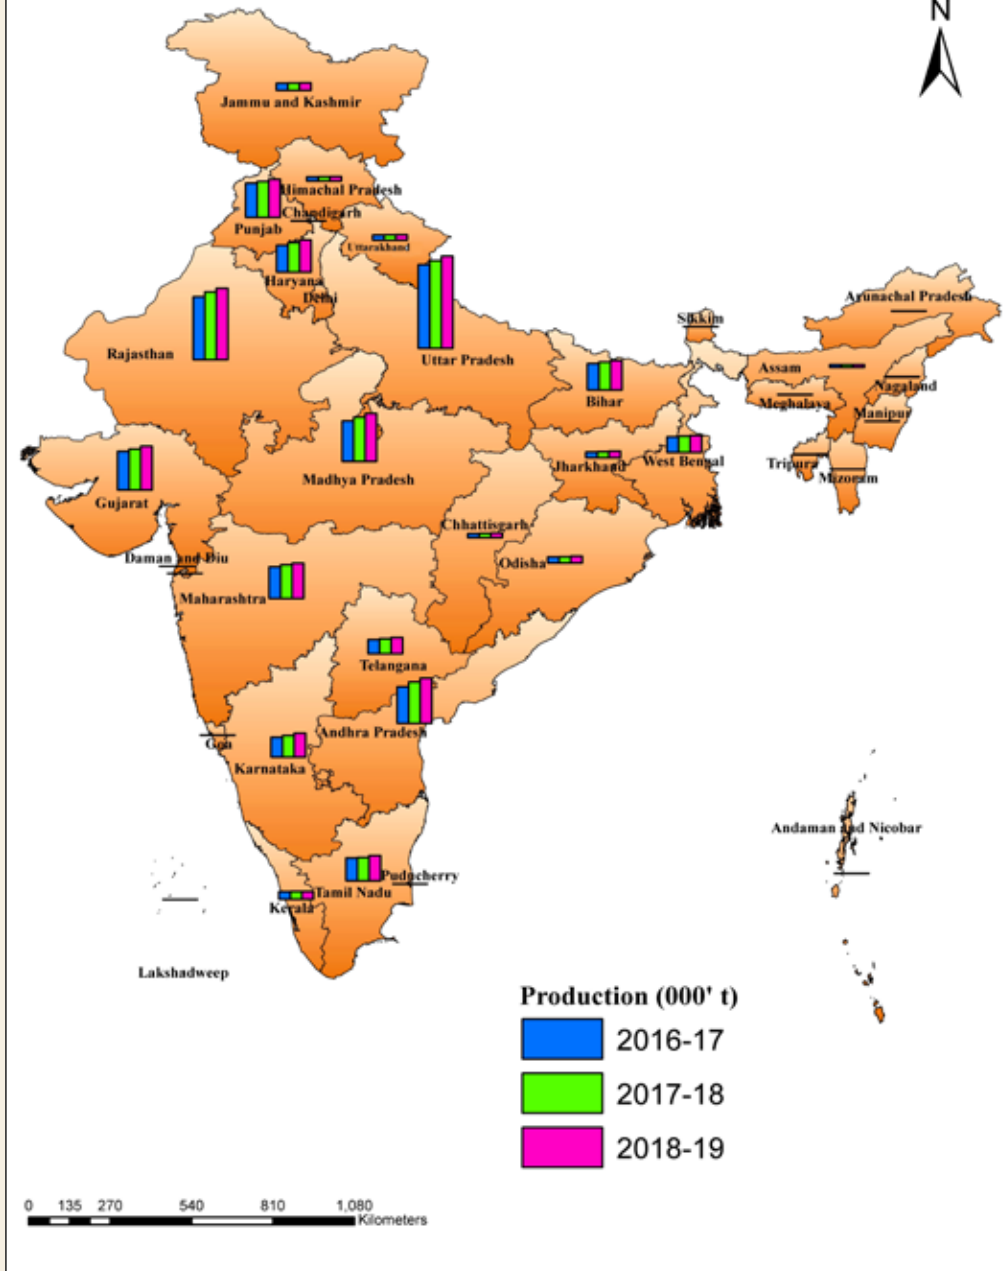 N
Jammu and Kashmir
Himachal Pradesh
Chandigarh
Punjab
Uttarakhand
Haryana
Delhi
Arunachal Pradesh
Sikkim
Rajasthan
Uttar Pradesh
Assam
Nagaland
Bihar
Meghalaya
Manipur
West Bengal
Jharkhand
Tripura
Madhya Pradesh
Mizoram
Gujarat
Chhattisgarh
Daman and Diu
Odisha
Maharashtra
Telangana
Andhra Pradesh
Goa
Karnataka
Andaman and Nicobar
Puducherry
Tamil Nadu
Kerala
Lakshadweep
Production (000' t)
2016-17
2017-18
2018-19
0 135 270 540 810 1,080
Kilometers